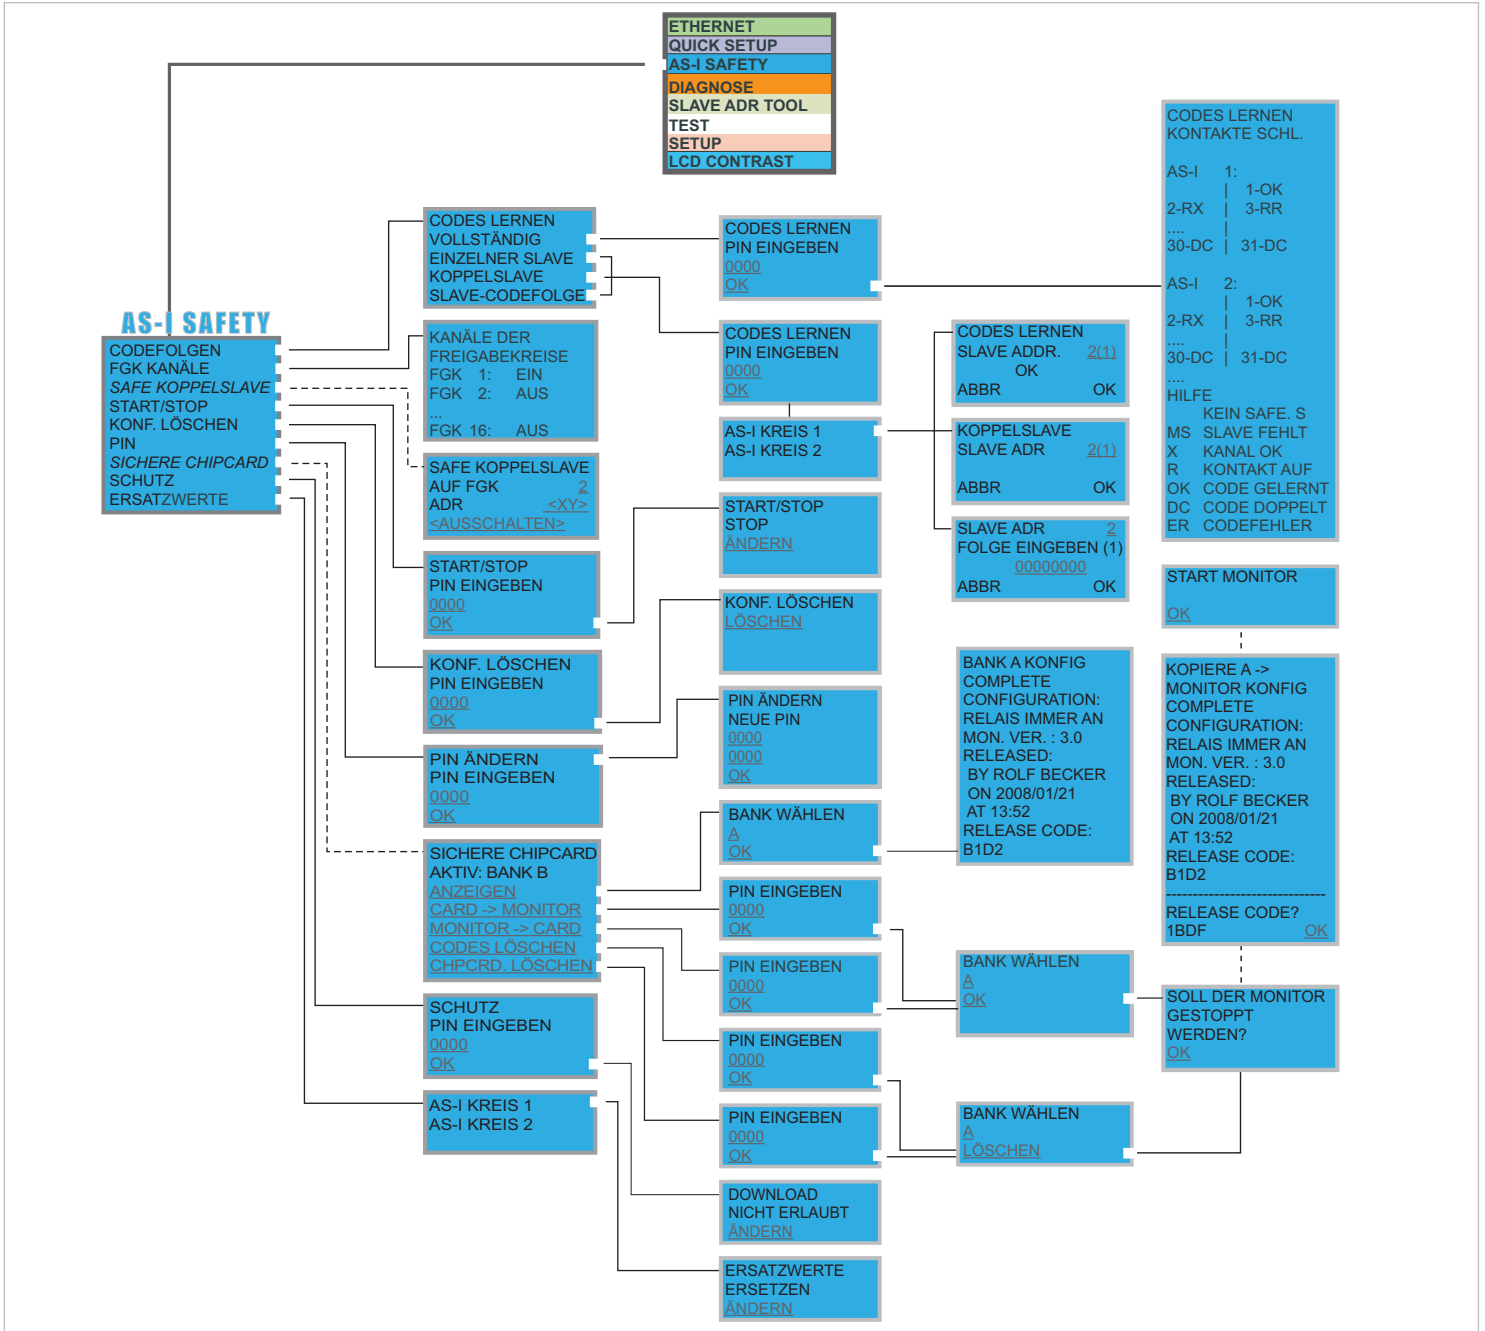 ETHERNET
QUICK SETUP
AS-I SAFETY
DIAGNOSE
SLAVE ADR TOOL
TEST
SETUP
LCD CONTRAST
AS-I SAFETY
CODEFOLGEN
FGK KANÄLE
SAFE KOPPELSLAVE
START/STOP
KONF. LÖSCHEN
PIN
SICHERE CHIPCARD
SCHUTZ
ERSATZWERTE
CODES LERNEN
VOLLSTÄNDIG
EINZELNER SLAVE
KOPPELSLAVE
SLAVE-CODEFOLGE
KANÄLE DER
FREIGABEKREISE
FGK 1: EIN
FGK 2: AUS
...
FGK 16: AUS
SAFE KOPPELSLAVE
AUF FGK 2
ADR <XY>
<AUSSCHALTEN>
START/STOP
PIN EINGEBEN
0000
OK
KONF. LÖSCHEN
PIN EINGEBEN
0000
OK
PIN ÄNDERN
PIN EINGEBEN
0000
OK
SICHERE CHIPCARD
AKTIV: BANK B
ANZEIGEN
CARD -> MONITOR
MONITOR -> CARD
CODES LÖSCHEN
CHPCRD. LÖSCHEN
SCHUTZ
PIN EINGEBEN
0000
OK
AS-I KREIS 1
AS-I KREIS 2
CODES LERNEN
PIN EINGEBEN
0000
OK
CODES LERNEN
PIN EINGEBEN
0000
OK
AS-I KREIS 1
AS-I KREIS 2
START/STOP
STOP
ÄNDERN
KONF. LÖSCHEN
LÖSCHEN
PIN ÄNDERN
NEUE PIN
0000
0000
OK
BANK WÄHLEN
A
OK
PIN EINGEBEN
0000
OK
PIN EINGEBEN
0000
OK
PIN EINGEBEN
0000
OK
PIN EINGEBEN
0000
OK
DOWNLOAD
NICHT ERLAUBT
ÄNDERN
ERSATZWERTE
ERSETZEN
ÄNDERN
CODES LERNEN
SLAVE ADDR. 2(1)
OK
ABBR OK
KOPPELSLAVE
SLAVE ADR 2(1)
ABBR OK
SLAVE ADR 2
FOLGE EINGEBEN (1)
00000000
ABBR OK
BANK A KONFIG
COMPLETE
CONFIGURATION:
RELAIS IMMER AN
MON. VER. : 3.0
RELEASED:
BY ROLF BECKER
ON 2008/01/21
AT 13:52
RELEASE CODE:
B1D2
BANK WÄHLEN
A
OK
BANK WÄHLEN
A
LÖSCHEN
CODES LERNEN
KONTAKTE SCHL.
AS-I 1:
| 1-OK
2-RX | 3-RR
.... |
30-DC | 31-DC
AS-I 2:
| 1-OK
2-RX | 3-RR
.... |
30-DC | 31-DC
....
HILFE
KEIN SAFE. S
MS SLAVE FEHLT
X KANAL OK
R KONTAKT AUF
OK CODE GELERNT
DC CODE DOPPELT
ER CODEFEHLER
START MONITOR
OK
KOPIERE A ->
MONITOR KONFIG
COMPLETE
CONFIGURATION:
RELAIS IMMER AN
MON. VER. : 3.0
RELEASED:
BY ROLF BECKER
ON 2008/01/21
AT 13:52
RELEASE CODE:
B1D2
----------------------------
RELEASE CODE?
1BDF OK
SOLL DER MONITOR
GESTOPPT
WERDEN?
OK